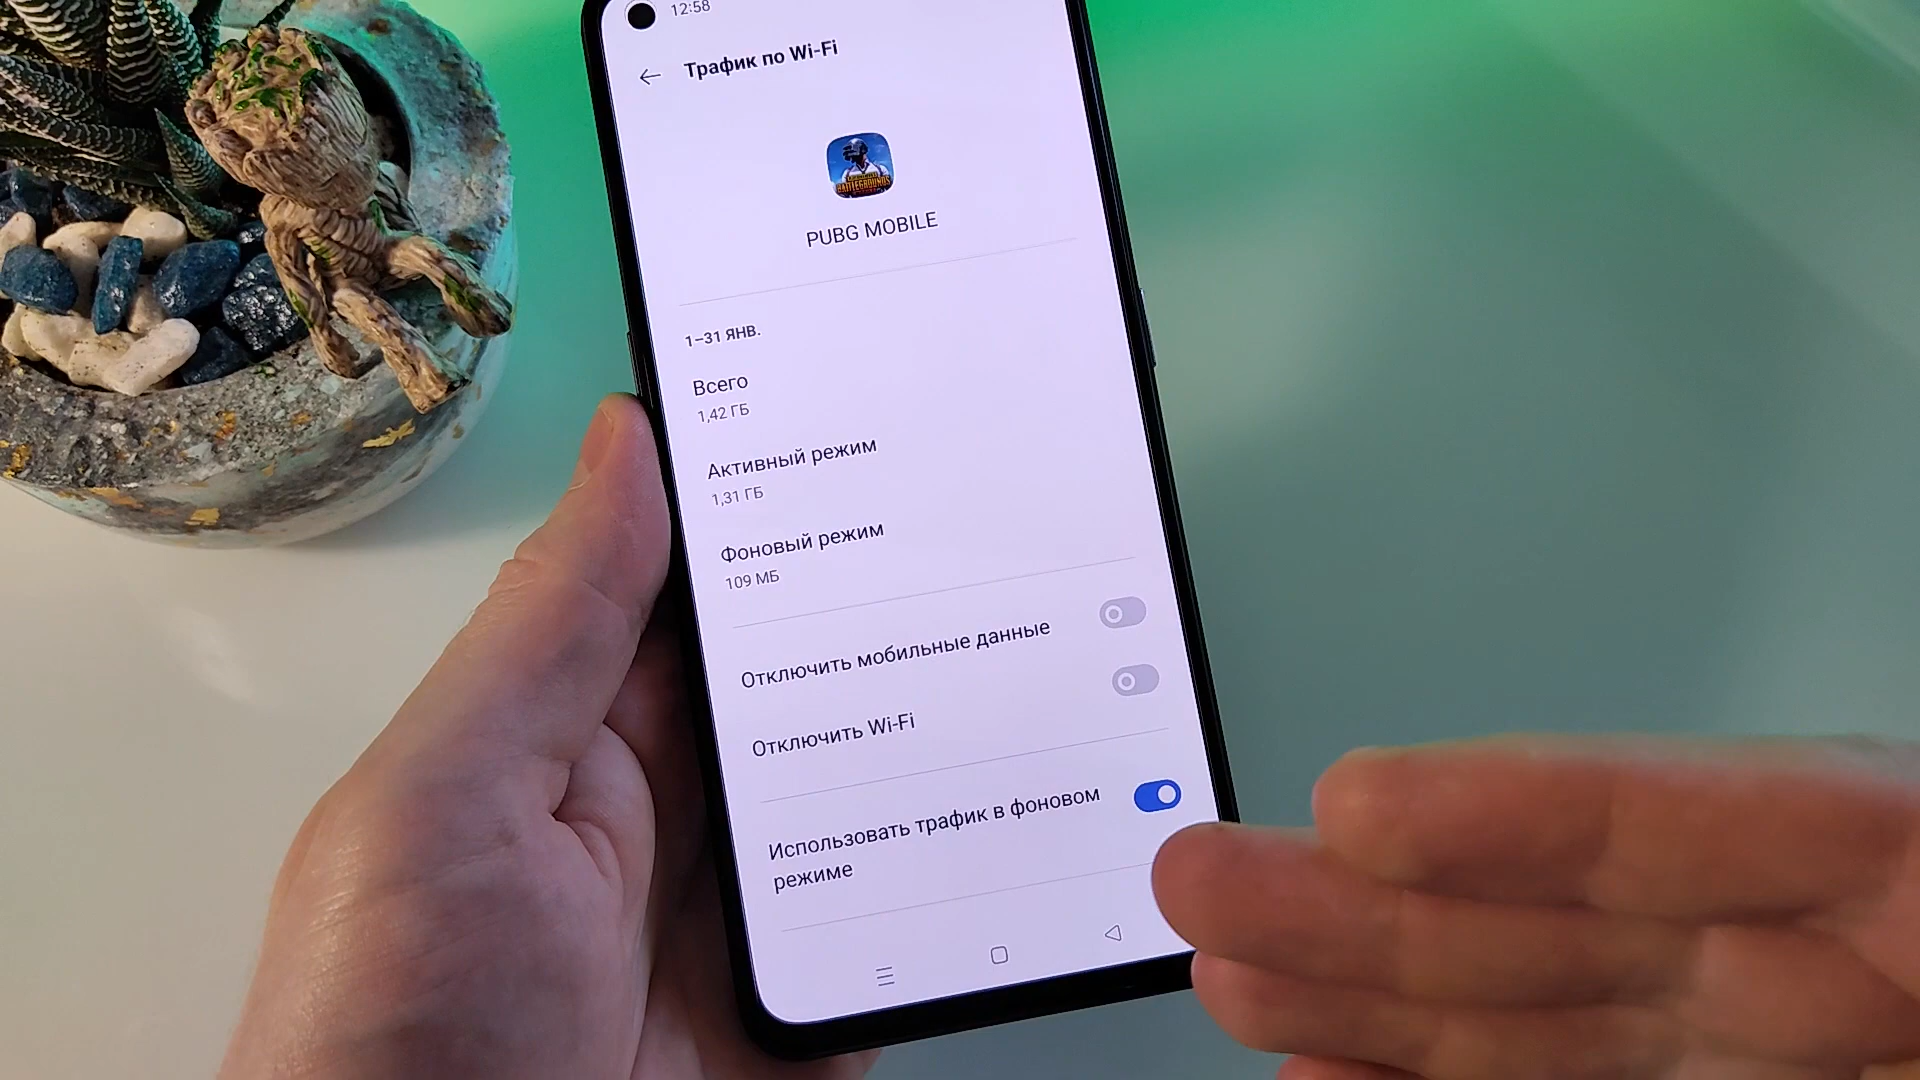 12:58
Трафик по Wi-Fi
BATTLEGROUNDS
PUBG MOBILE
1–31 ЯНВ.
Всего
1,42 ГБ
Активный режим
1,31 ГБ
Фоновый режим
109 МБ
Отключить мобильные данные
Отключить Wi-Fi
Использовать трафик в фоновом
режиме